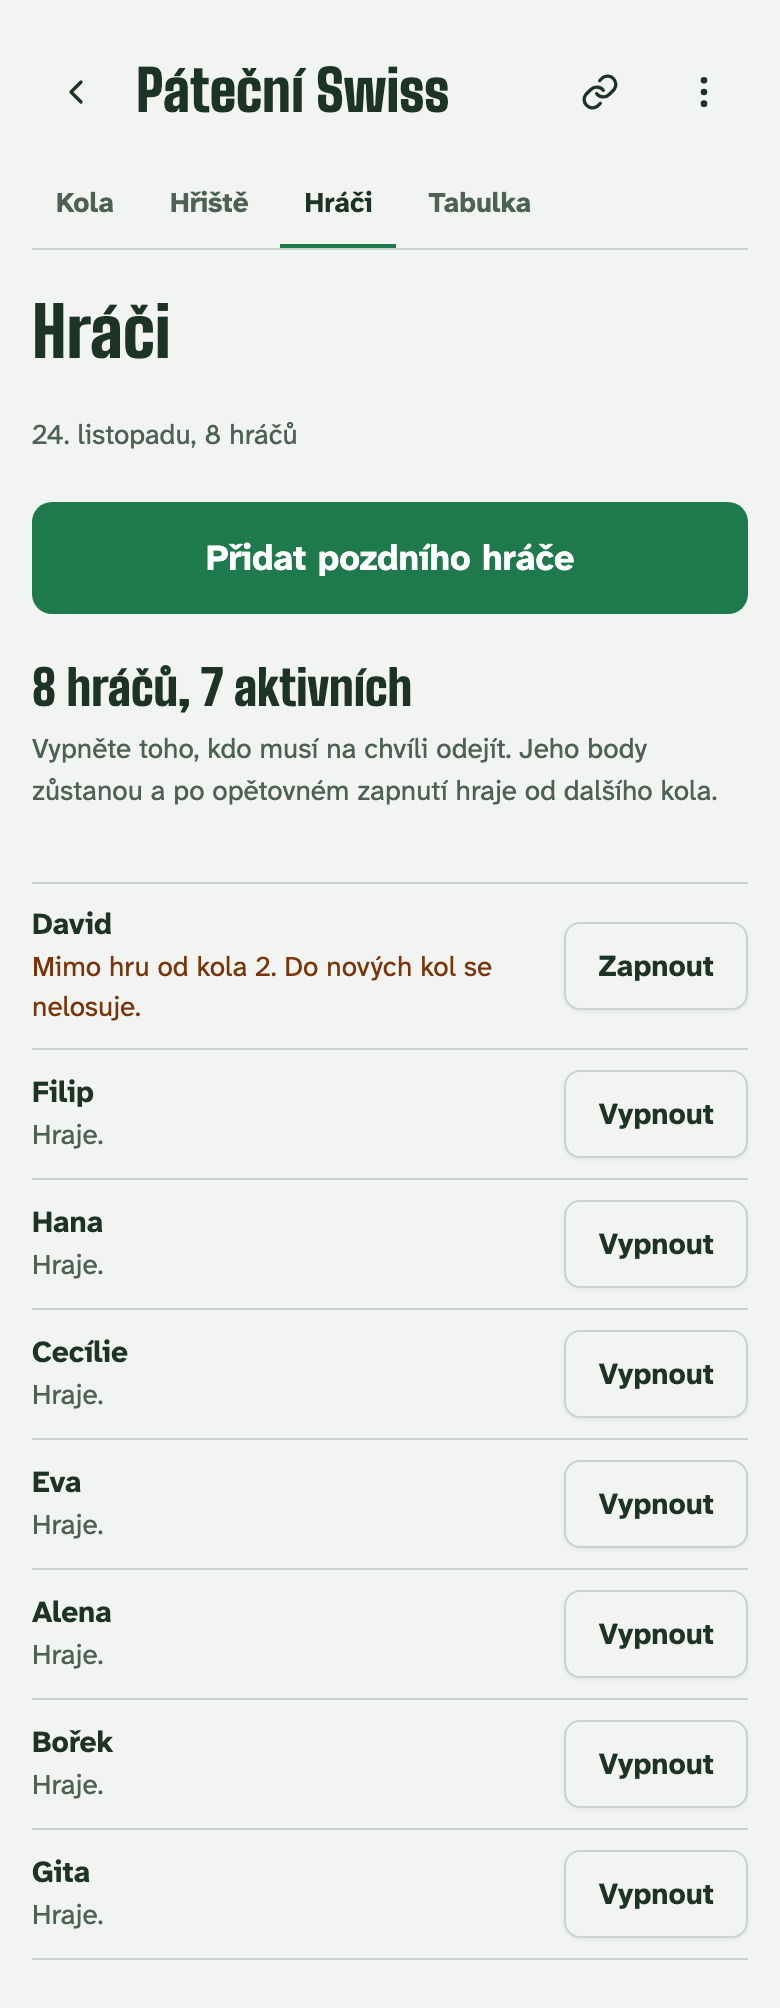 Páteční Swiss
Kola Hřiště Hráči Tabulka
Hráči
24. listopadu, 8 hráčů
Přidat pozdního hráče
8 hráčů, 7 aktivních
Vypněte toho, kdo musí na chvíli odejít. Jeho body
zůstanou a po opětovném zapnutí hraje od dalšího kola.
David
Mimo hru od kola 2. Do nových kol se
nelosuje.
Zapnout
Filip
Hraje.
Vypnout
Hana
Hraje.
Vypnout
Cecílie
Hraje.
Vypnout
Eva
Hraje.
Vypnout
Alena
Hraje.
Vypnout
Bořek
Hraje.
Vypnout
Gita
Hraje.
Vypnout